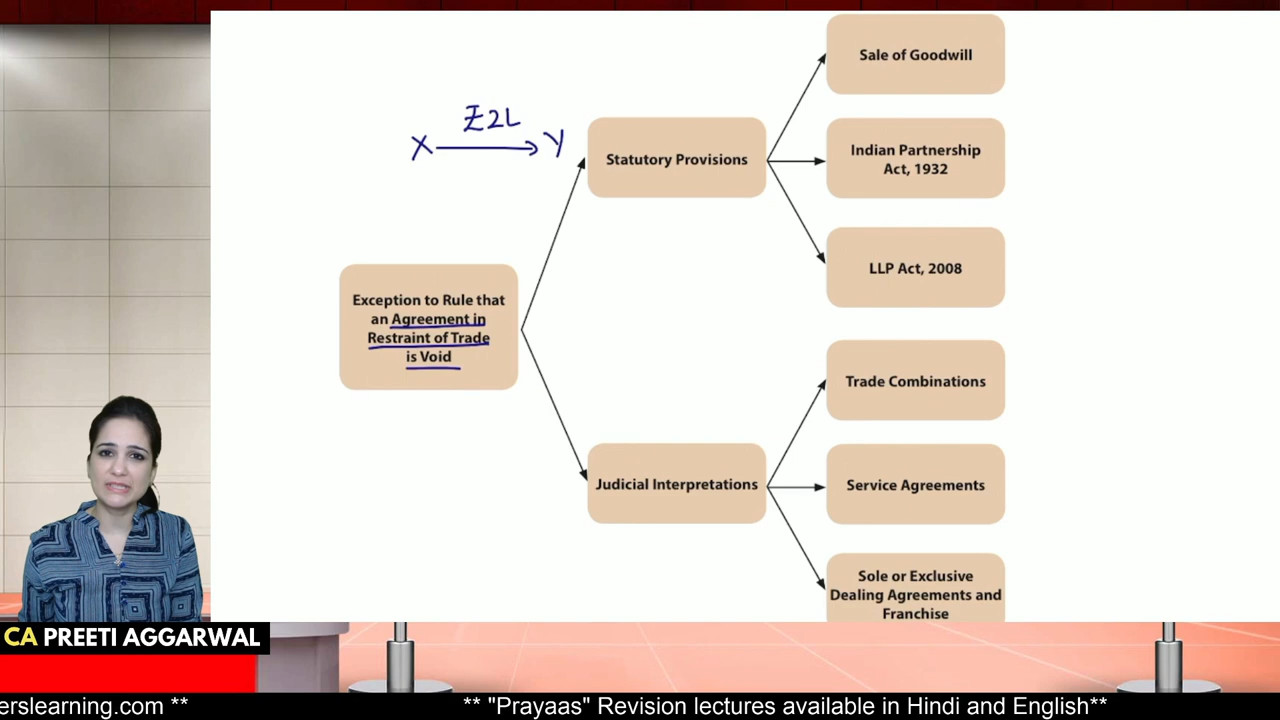 Sale of Goodwill
X ₹2L Y
Statutory Provisions
Indian Partnership
Act, 1932
LLP Act, 2008
Exception to Rule that
an Agreement in
Restraint of Trade
is Void
Trade Combinations
Judicial Interpretations
Service Agreements
Sole or Exclusive
Dealing Agreements and
Franchise
CA PREETI AGGARWAL
erslearning.com ** ** "Prayaas" Revision lectures available in Hindi and English**